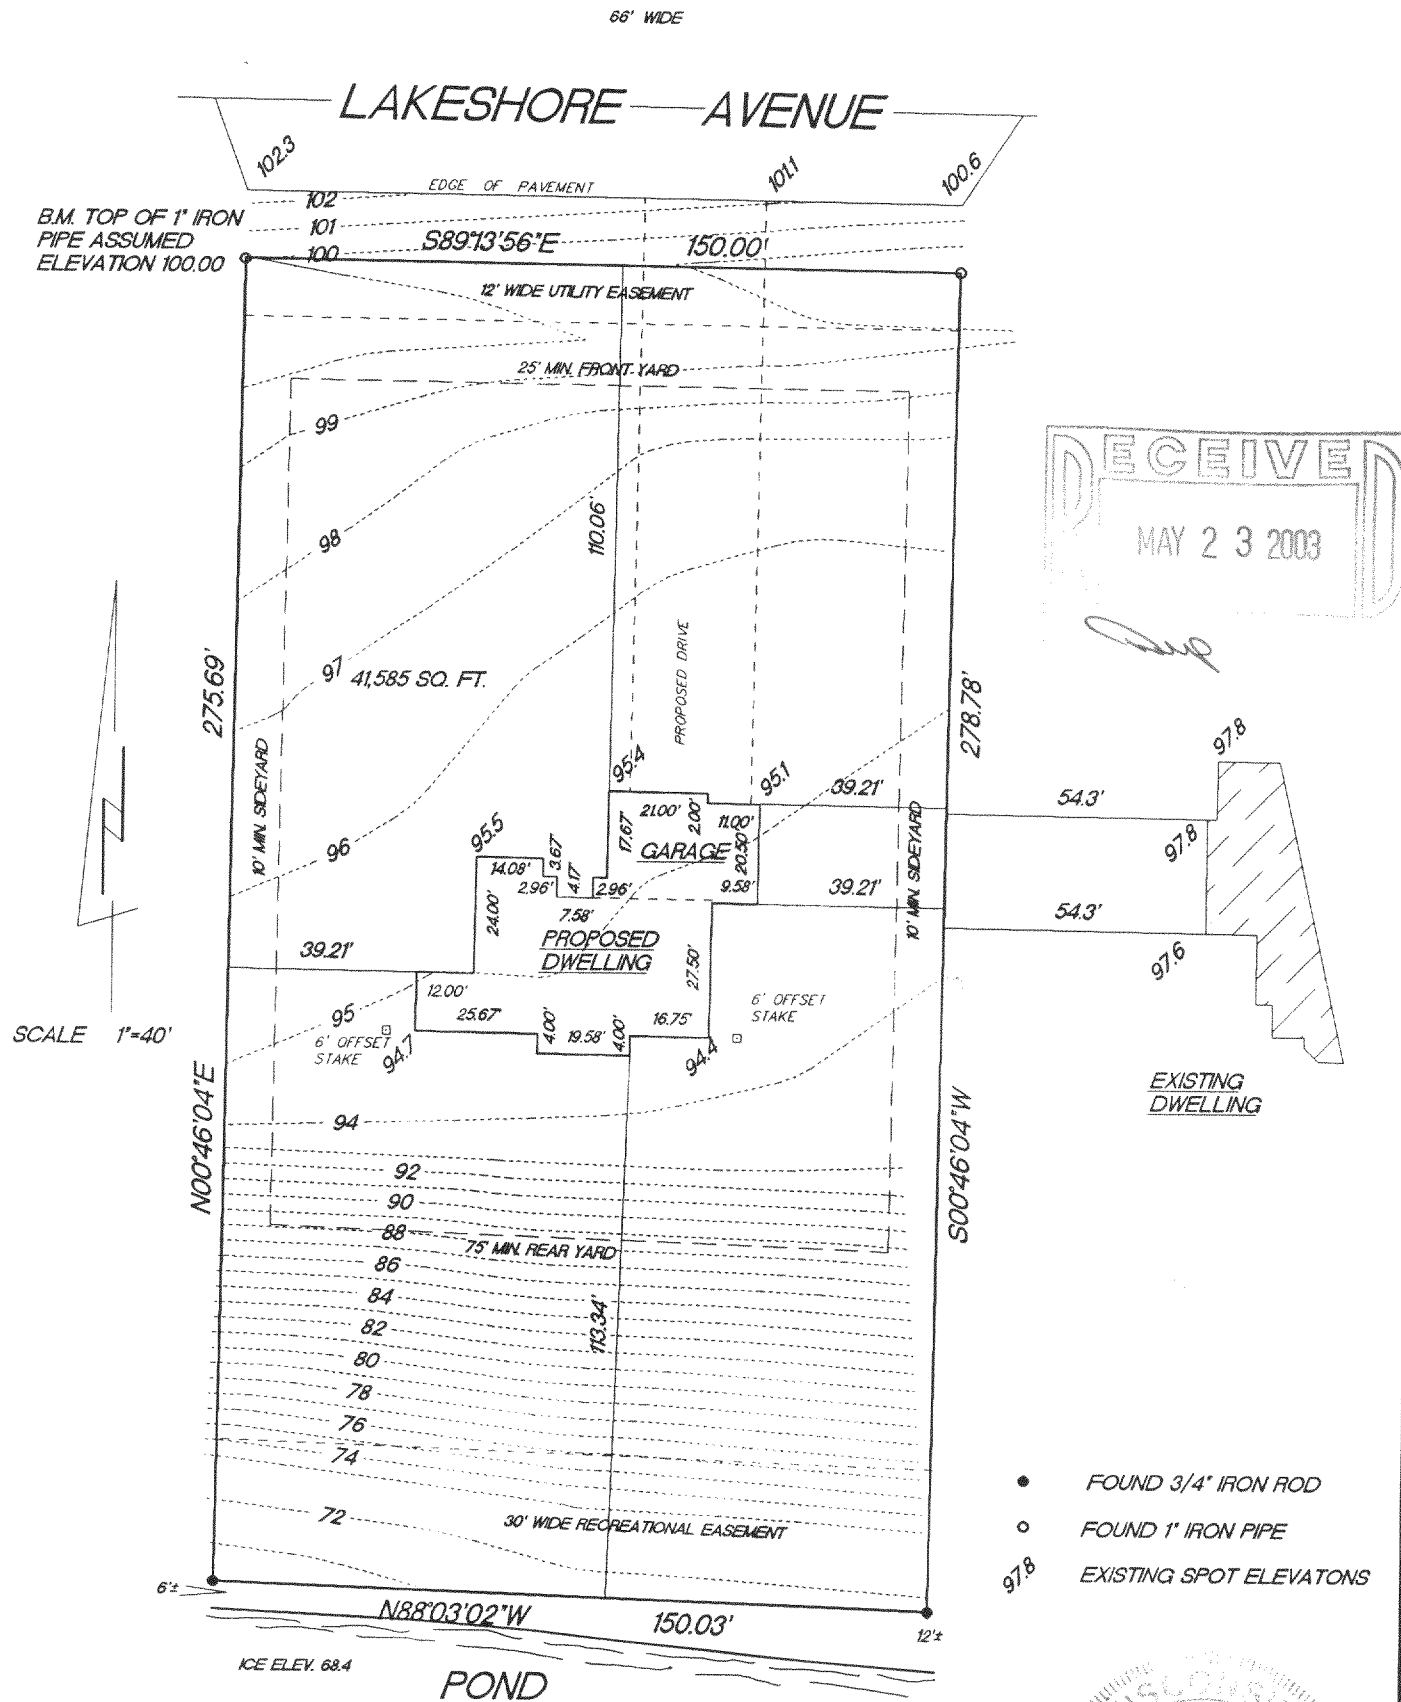 66' WIDE
LAKESHORE AVENUE
102.3
101.1
100.6
EDGE OF PAVEMENT
102
B.M. TOP OF 1" IRON
PIPE ASSUMED
ELEVATION 100.00
101
100
S89°13'56"E
150.00'
12' WIDE UTILITY EASEMENT
25' MIN. FRONT YARD
99
RECEIVED
MAY 23 2003
98
110.06'
97
41,585 SQ. FT.
PROPOSED DRIVE
275.69'
278.78'
10' MIN. SIDEYARD
95.4
95.1
39.21'
54.3'
97.8
21.00'
2.00'
11.00'
17.67'
GARAGE
20.50'
96
95.5
14.08'
3.67'
2.96'
4.17'
2.96'
9.58'
39.21'
54.3'
97.8
10' MIN. SIDEYARD
24.00'
7.58'
PROPOSED
DWELLING
39.21'
27.50'
97.6
12.00'
25.67'
4.00'
19.58'
4.00'
16.75'
6' OFFSET
STAKE
95
SCALE 1"=40'
6' OFFSET
STAKE
94.7
94.4
EXISTING
DWELLING
N00°46'04"E
S00°46'04"W
94
92
90
88
75' MIN. REAR YARD
86
84
82
113.34'
80
78
76
74
72
30' WIDE RECREATIONAL EASEMENT
FOUND 3/4" IRON ROD
FOUND 1" IRON PIPE
97.8 EXISTING SPOT ELEVATONS
6'±
N88°03'02"W
150.03'
12'±
ICE ELEV. 68.4
POND